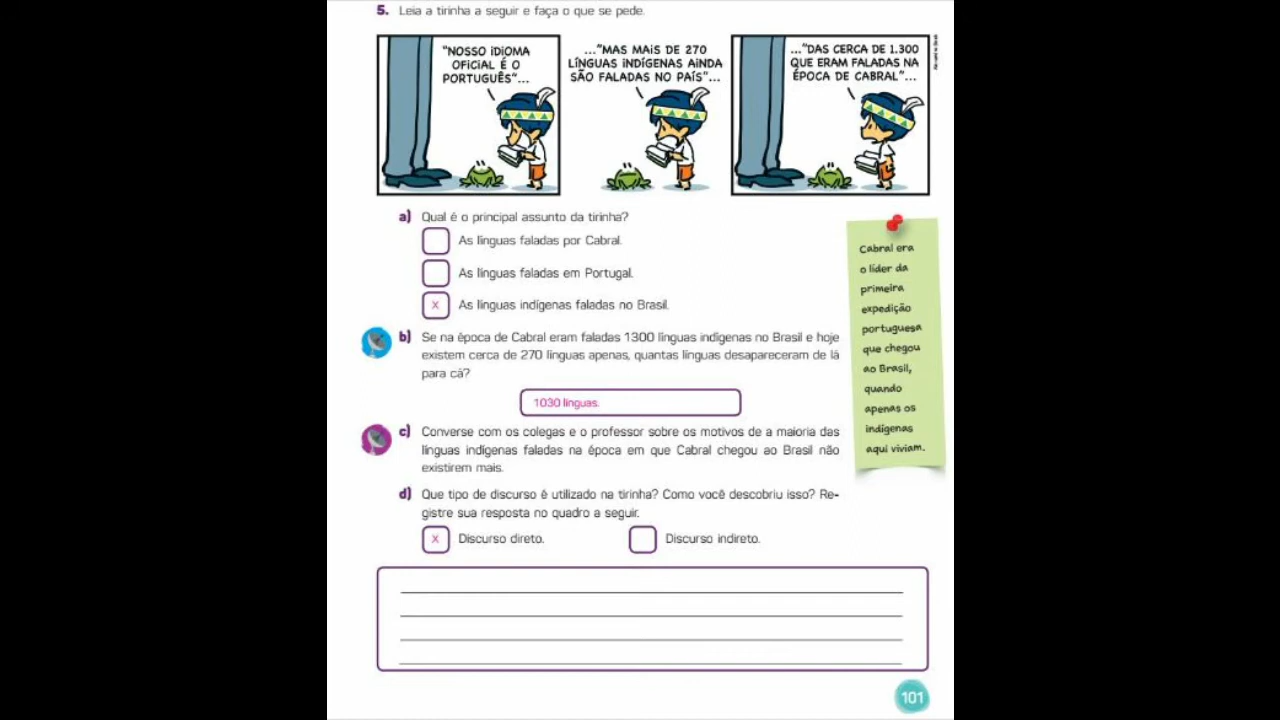 5. Leia a tirinha a seguir e faça o que se pede.
"NOSSO IDIOMA
OFICIAL É O
PORTUGUÊS"...
..."MAS MAIS DE 270
LÍNGUAS INDÍGENAS AINDA
SÃO FALADAS NO PAÍS"...
..."DAS CERCA DE 1.300
QUE ERAM FALADAS NA
ÉPOCA DE CABRAL"...
a) Qual é o principal assunto da tirinha?
As línguas faladas por Cabral.
As línguas faladas em Portugal.
x As línguas indígenas faladas no Brasil.
b) Se na época de Cabral eram faladas 1300 línguas indígenas no Brasil e hoje
existem cerca de 270 línguas apenas, quantas línguas desapareceram de lá
para cá?
1030 línguas.
c) Converse com os colegas e o professor sobre os motivos de a maioria das
línguas indígenas faladas na época em que Cabral chegou ao Brasil não
existirem mais.
d) Que tipo de discurso é utilizado na tirinha? Como você descobriu isso? Re-
gistre sua resposta no quadro a seguir.
x Discurso direto. Discurso indireto.
Cabral era
o líder da
primeira
expedição
portuguesa
que chegou
ao Brasil,
quando
apenas os
indígenas
aqui viviam.
101